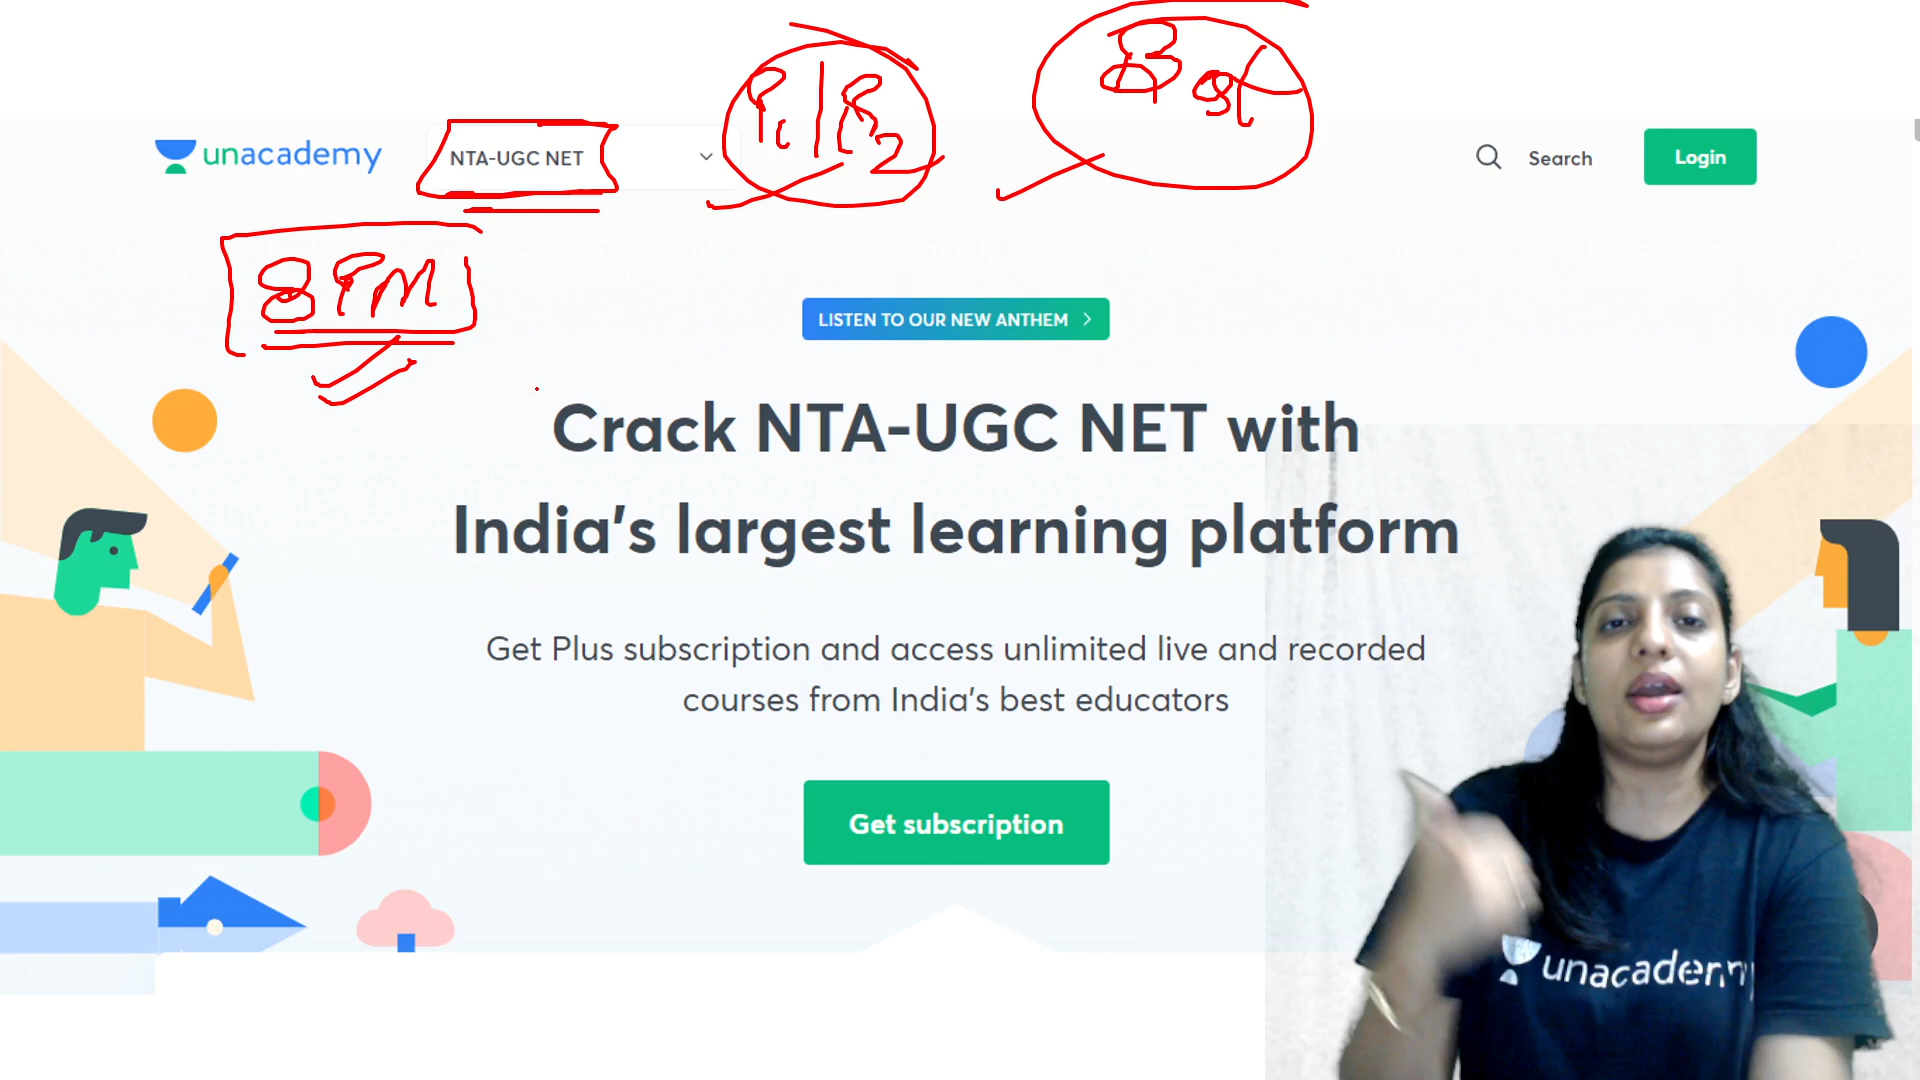 P1 | P2
unacademy
NTA-UGC NET
Search
Login
8 PM
LISTEN TO OUR NEW ANTHEM
Crack NTA-UGC NET with
India's largest learning platform
Get Plus subscription and access unlimited live and recorded
courses from India's best educators
Get subscription
unacademy